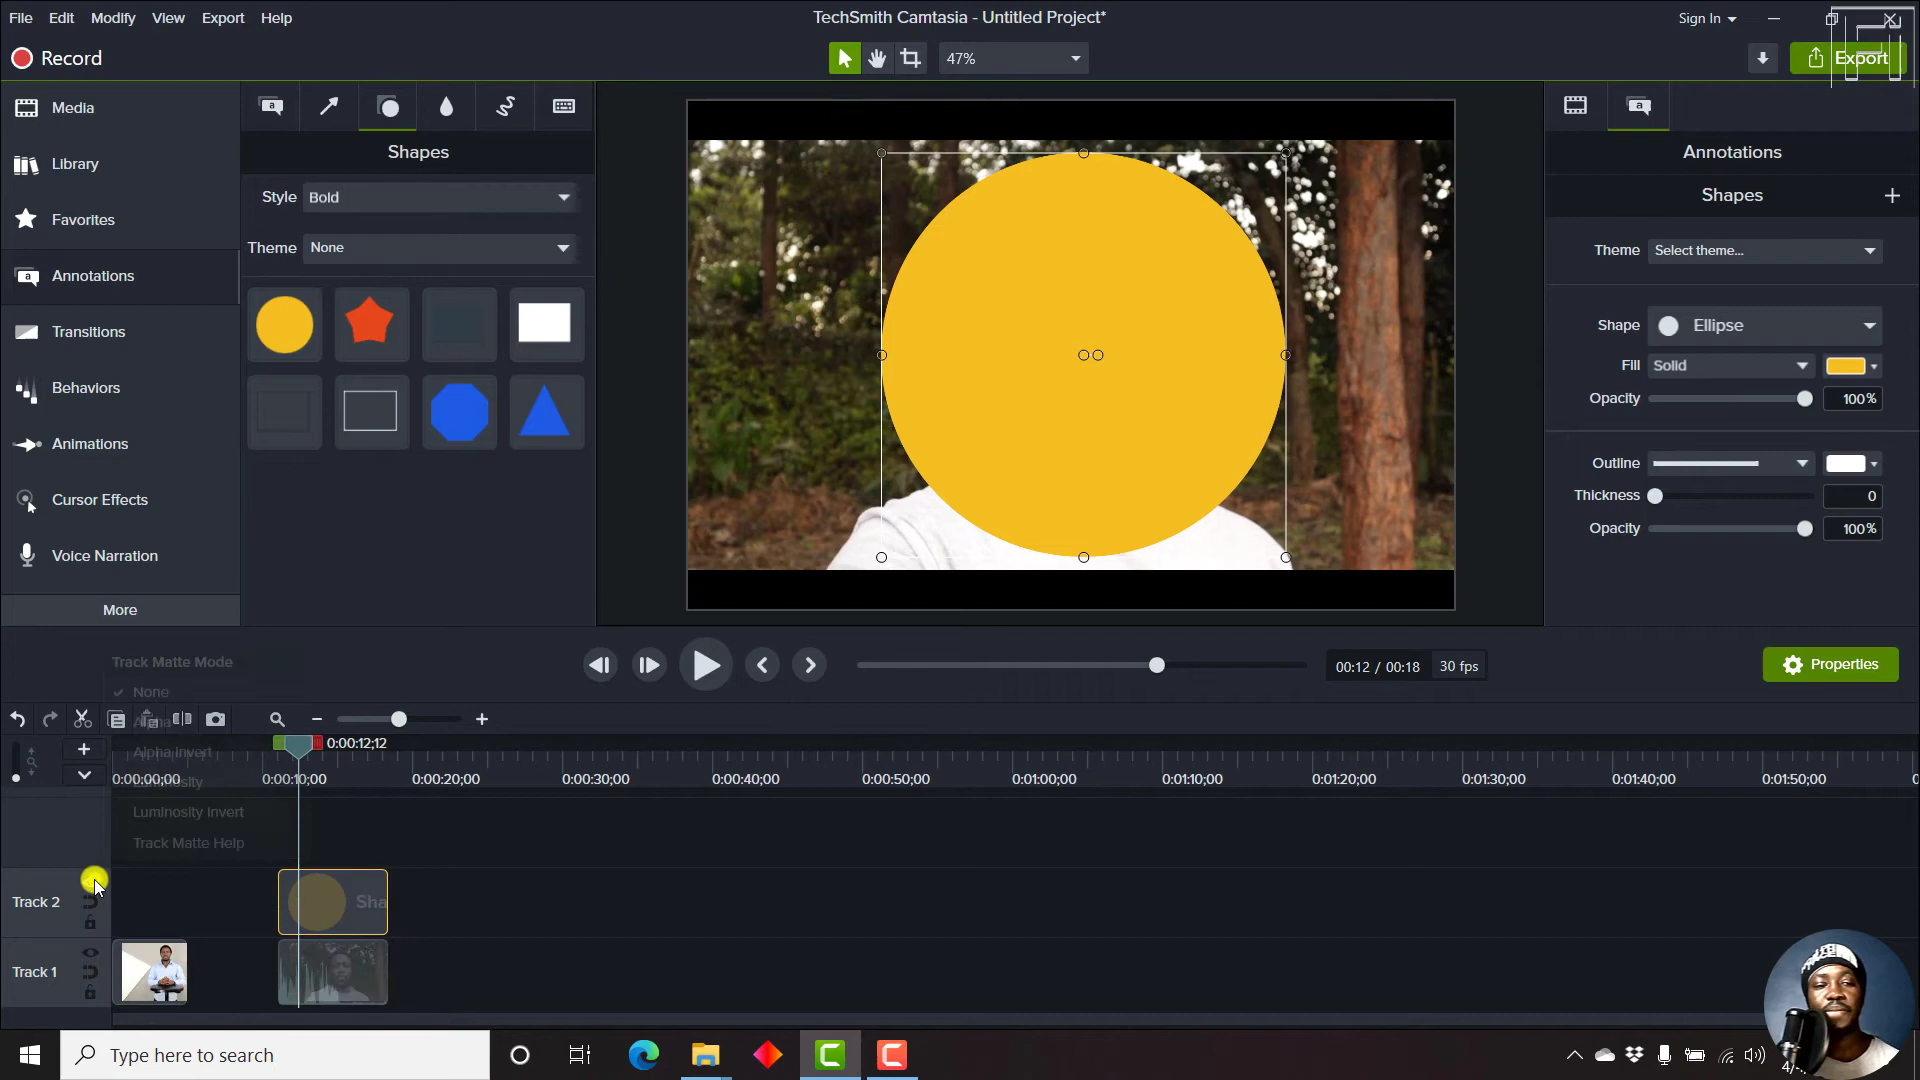 File Edit Modify View Export Help
TechSmith Camtasia - Untitled Project*
Sign In
Record
47%
Export
Media
Library
Favorites
Annotations
Transitions
Behaviors
Animations
Cursor Effects
Voice Narration
More
a
Shapes
Style Bold
Theme None
a
Annotations
Shapes
Theme Select theme...
Shape Ellipse
Fill Solid
Opacity 100%
Outline
Thickness 0
Opacity 100%
00:12 / 00:18 30 fps
Properties
Track Matte Mode
None
Alpha
Alpha Invert
Luminosity
Luminosity Invert
Track Matte Help
0:00:12;12
0:00:00;00 0:00:10;00 0:00:20;00 0:00:30;00 0:00:40;00 0:00:50;00 0:01:00;00 0:01:10;00 0:01:20;00 0:01:30;00 0:01:40;00 0:01:50;00
Track 2
Sha
Track 1
Type here to search